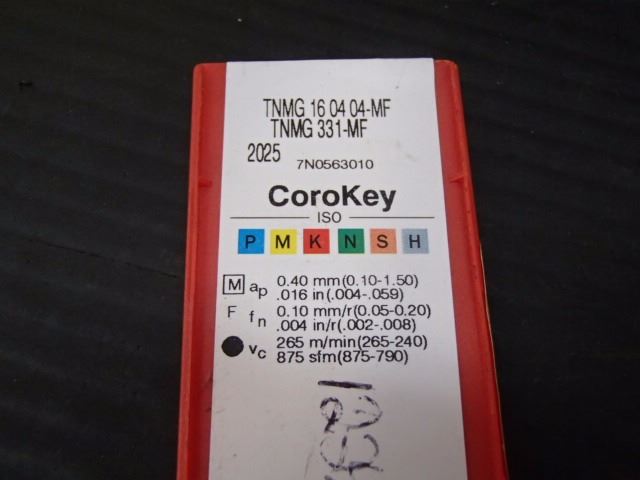 TNMG 16 04 04-MF
TNMG 331-MF
2025 7N0563010
CoroKey
ISO
P M K N S H
M ap 0.40 mm(0.10-1.50)
.016 in(.004-.059)
F fn 0.10 mm/r(0.05-0.20)
.004 in/r(.002-.008)
vc 265 m/min(265-240)
875 sfm(875-790)